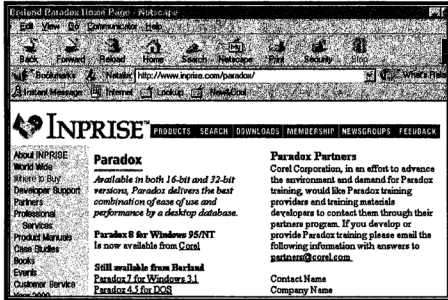 Borland Paradox Home Page - Netscape
Edit View Go Communicator Help
Back Forward Reload Home Search Netscape Print Security Stop
Bookmarks Netsite: http://www.inprise.com/paradox/ What's Rela
Instant Message Internet Lookup New&Cool
INPRISE™ PRODUCTS SEARCH DOWNLOADS MEMBERSHIP NEWSGROUPS FEEDBACK
About INPRISE
World Wide
Where to Buy
Developer Support
Partners
Professional
Services
Product Manuals
Case Studies
Books
Events
Customer Service
Year 2000
Paradox
Available in both 16-bit and 32-bit
versions, Paradox delivers the best
combination of ease of use and
performance by a desktop database.
Paradox 8 for Windows 95/NT
Is now available from Corel
Still available from Borland
Paradox 7 for Windows 3.1
Paradox 4.5 for DOS
Paradox Partners
Corel Corporation, in an effort to advance
the environment and demand for Paradox
training, would like Paradox training
providers and training materials
developers to contact them through their
partners program. If you develop or
provide Paradox training please email the
following information with answers to
partners@corel.com
Contact Name
Company Name